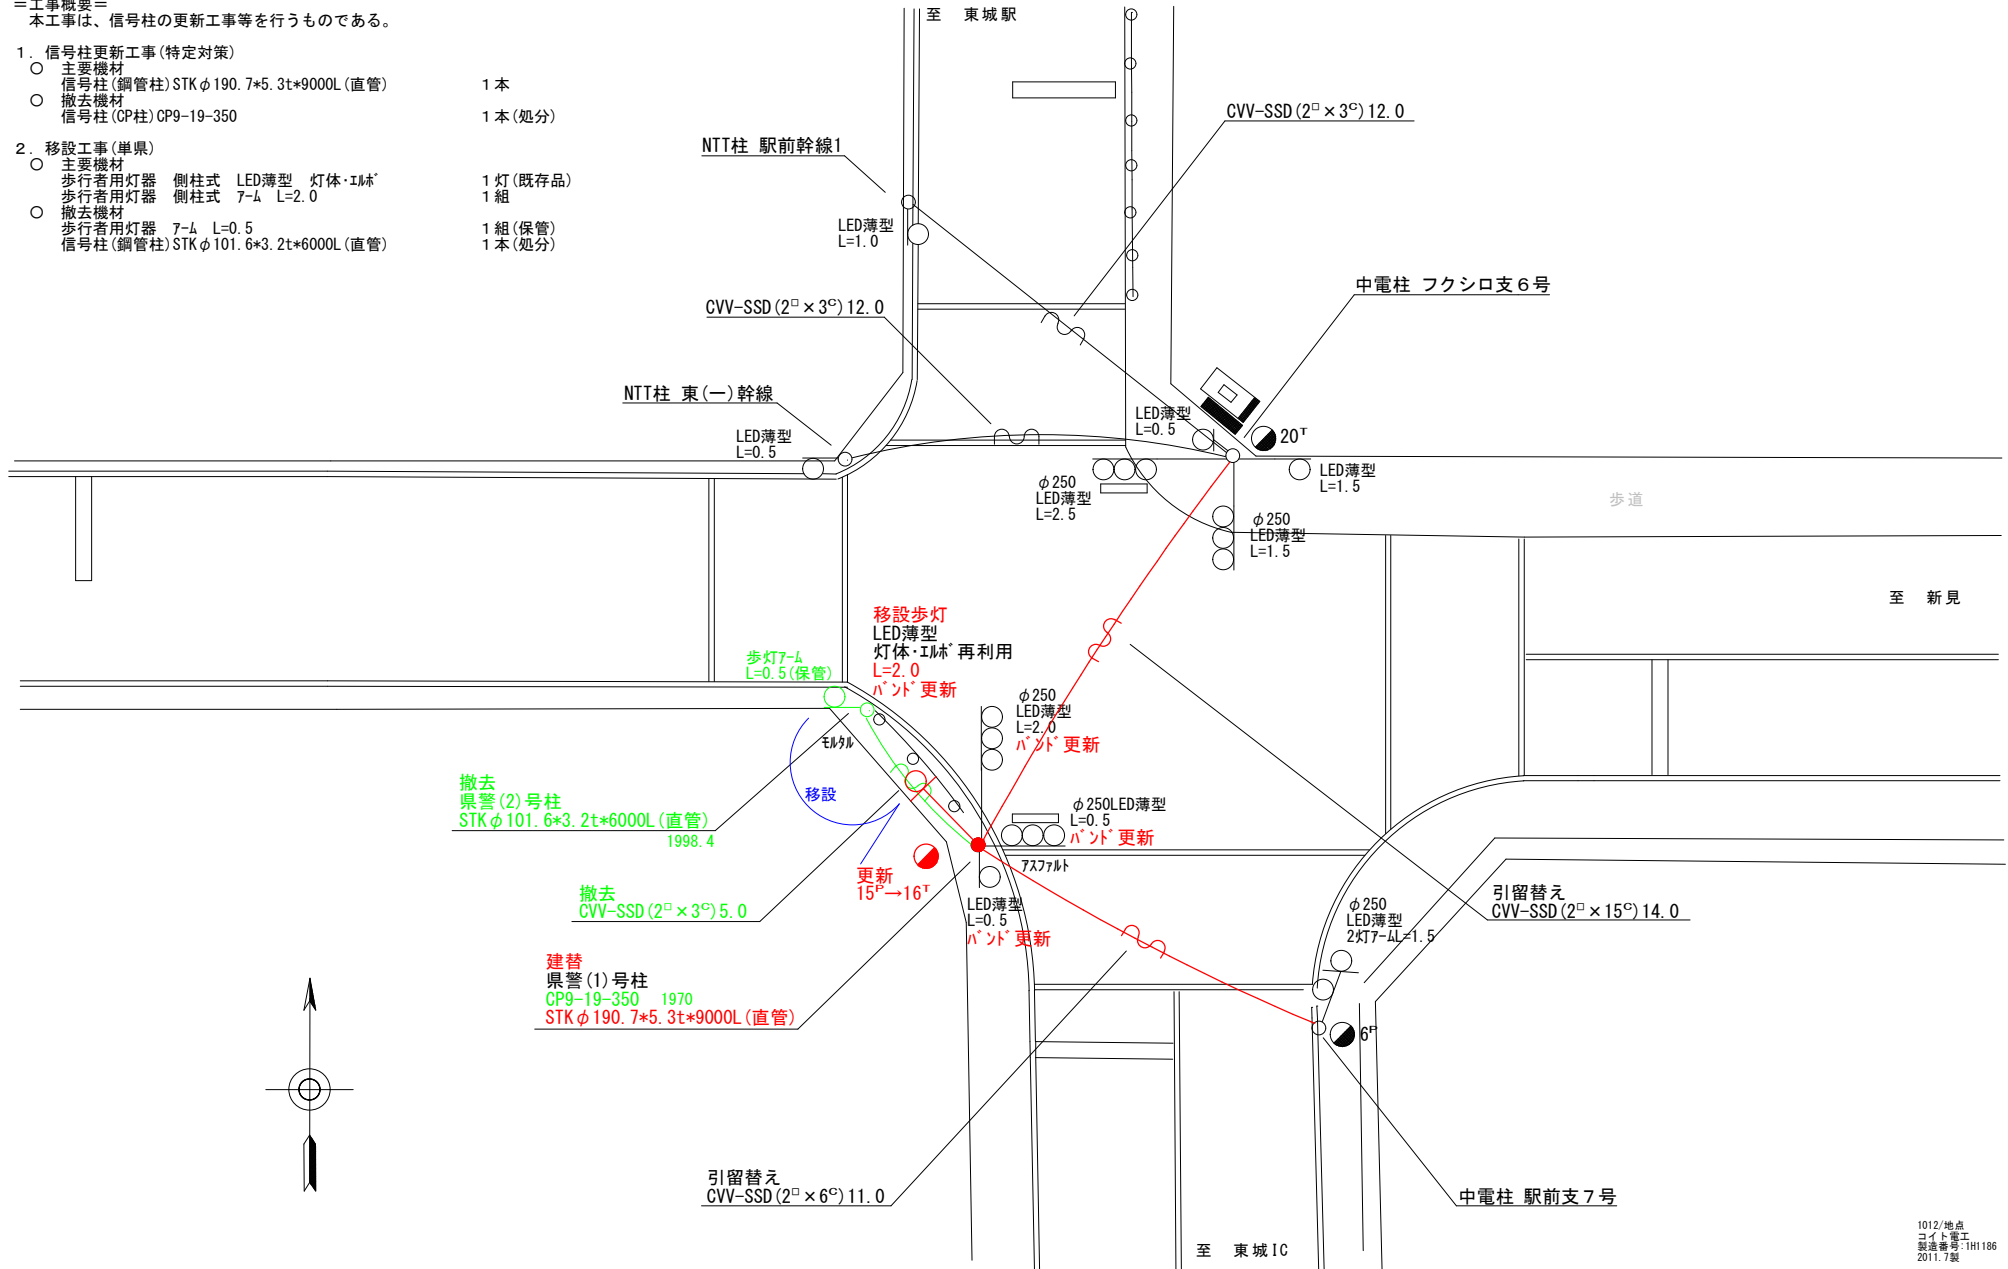 =工事概要=
本工事は、信号柱の更新工事等を行うものである。
1. 信号柱更新工事(特定対策)
○ 主要機材
信号柱(鋼管柱)STKφ190.7*5.3t*9000L(直管) 1本
○ 撤去機材
信号柱(CP柱)CP9-19-350 1本(処分)
2. 移設工事(単県)
○ 主要機材
歩行者用灯器 側柱式 LED薄型 灯体・ｴﾙﾎﾞ 1灯(既存品)
歩行者用灯器 側柱式 ｱｰﾑ L=2.0 1組
○ 撤去機材
歩行者用灯器 ｱｰﾑ L=0.5 1組(保管)
信号柱(鋼管柱)STKφ101.6*3.2t*6000L(直管) 1本(処分)
至 東城駅
CVV-SSD(2□×3C)12.0
NTT柱 駅前幹線1
LED薄型
L=1.0
中電柱 フクシロ支6号
CVV-SSD(2□×3C)12.0
NTT柱 東(一)幹線
LED薄型
L=0.5
LED薄型
L=0.5
20T
φ250
LED薄型
L=2.5
LED薄型
L=1.5
φ250
LED薄型
L=1.5
歩道
至 新見
移設歩灯
LED薄型
灯体・ｴﾙﾎﾞ再利用
L=2.0
ﾊﾞﾝﾄﾞ更新
歩灯ｱｰﾑ
L=0.5(保管)
φ250
LED薄型
L=2.0
ﾊﾞﾝﾄﾞ更新
ﾓﾙﾀﾙ
移設
撤去
県警(2)号柱
STKφ101.6*3.2t*6000L(直管)
1998.4
φ250LED薄型
L=0.5
ﾊﾞﾝﾄﾞ更新
ｱｽﾌｧﾙﾄ
更新
15P→16T
撤去
CVV-SSD(2□×3C)5.0
LED薄型
L=0.5
ﾊﾞﾝﾄﾞ更新
引留替え
CVV-SSD(2□×15C)14.0
φ250
LED薄型
2灯ｱｰﾑL=1.5
建替
県警(1)号柱
CP9-19-350 1970
STKφ190.7*5.3t*9000L(直管)
6P
引留替え
CVV-SSD(2□×6C)11.0
中電柱 駅前支7号
至 東城IC
1012/地点
コイト電工
製造番号:1H1186
2011.7製